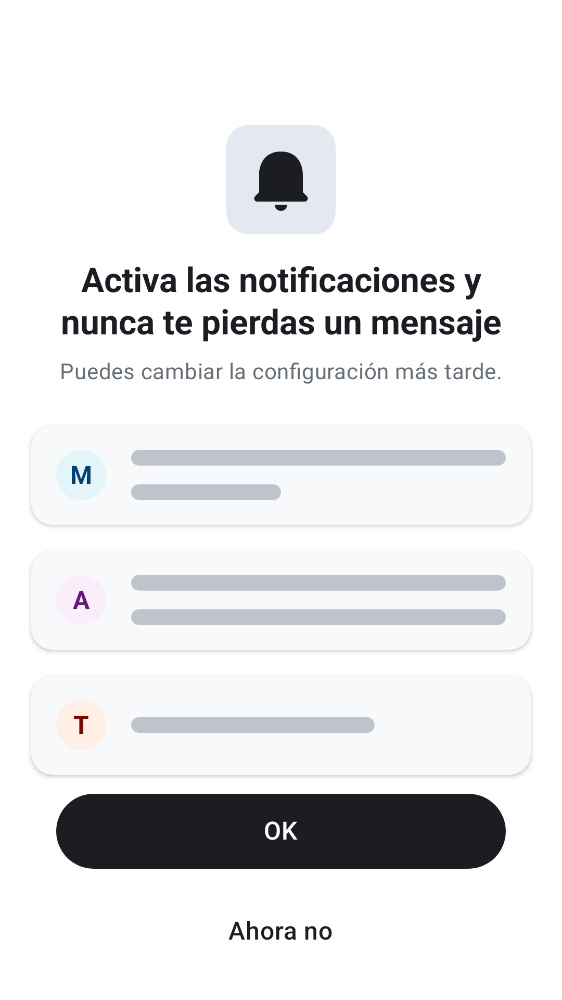 Activa las notificaciones y
nunca te pierdas un mensaje
Puedes cambiar la configuración más tarde.
M
A
T
OK
Ahora no